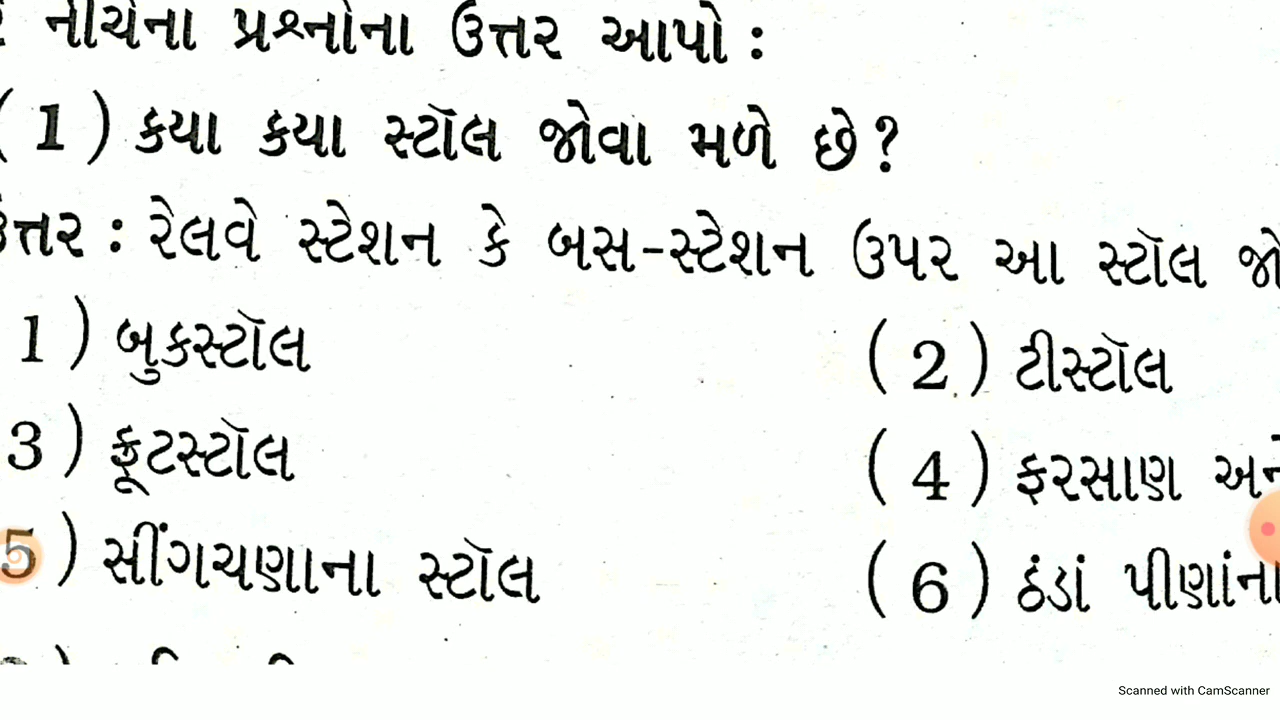 નીચેના પ્રશ્નોના ઉત્તર આપો :
( 1 ) કયા કયા સ્ટૉલ જોવા મળે છે?
ઉત્તર : રેલવે સ્ટેશન કે બસ-સ્ટેશન ઉપર આ સ્ટૉલ
1 ) બુકસ્ટૉલ ( 2 ) ટીસ્ટૉલ
3 ) ફ્રૂટસ્ટૉલ ( 4 ) ફરસાણ
5 ) સીંગચણાના સ્ટૉલ ( 6 ) ઠંડાં પીણાંના
Scanned with CamScanner